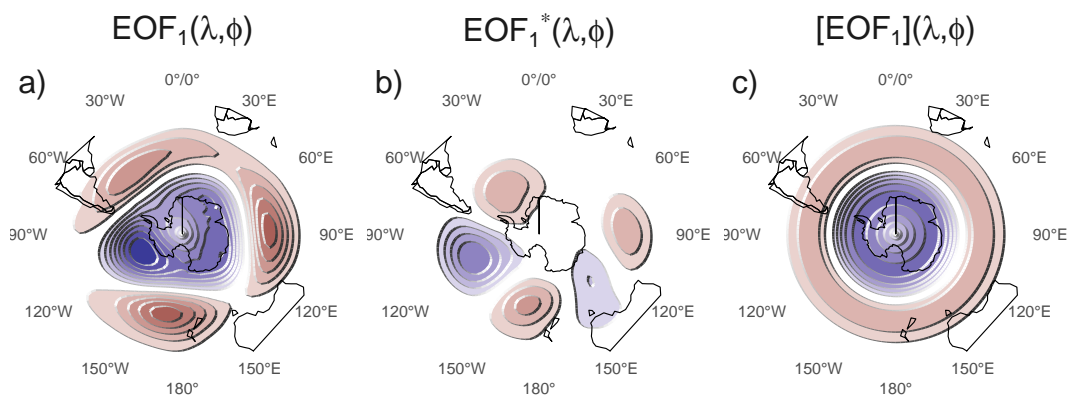 EOF₁(λ,ϕ) EOF₁*(λ,ϕ) [EOF₁](λ,ϕ)
a) b) c)
0°/0° 0°/0° 0°/0°
30°W 30°E 30°W 30°E 30°W 30°E
60°W 60°E 60°W 60°E 60°W 60°E
90°W 90°E 90°W 90°E 90°W 90°E
120°W 120°E 120°W 120°E 120°W 120°E
150°W 150°E 150°W 150°E 150°W 150°E
180° 180° 180°